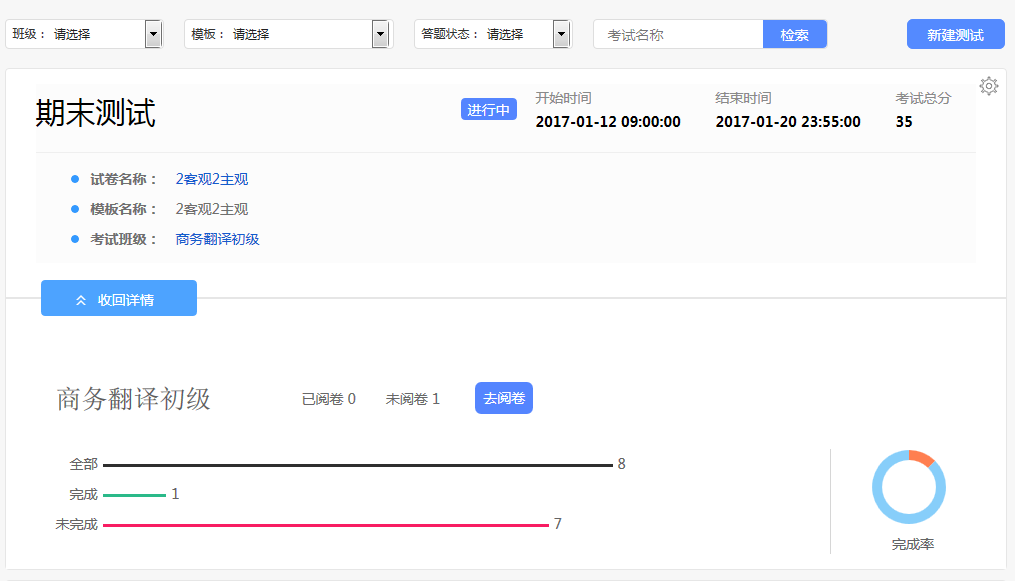 班级： 请选择 模板： 请选择 答题状态： 请选择 考试名称 检索 新建测试
期末测试 进行中 开始时间 结束时间 考试总分
2017-01-12 09:00:00 2017-01-20 23:55:00 35
试卷名称： 2客观2主观
模板名称： 2客观2主观
考试班级： 商务翻译初级
收回详情
商务翻译初级 已阅卷 0 未阅卷 1 去阅卷
全部 8
完成 1
未完成 7
完成率